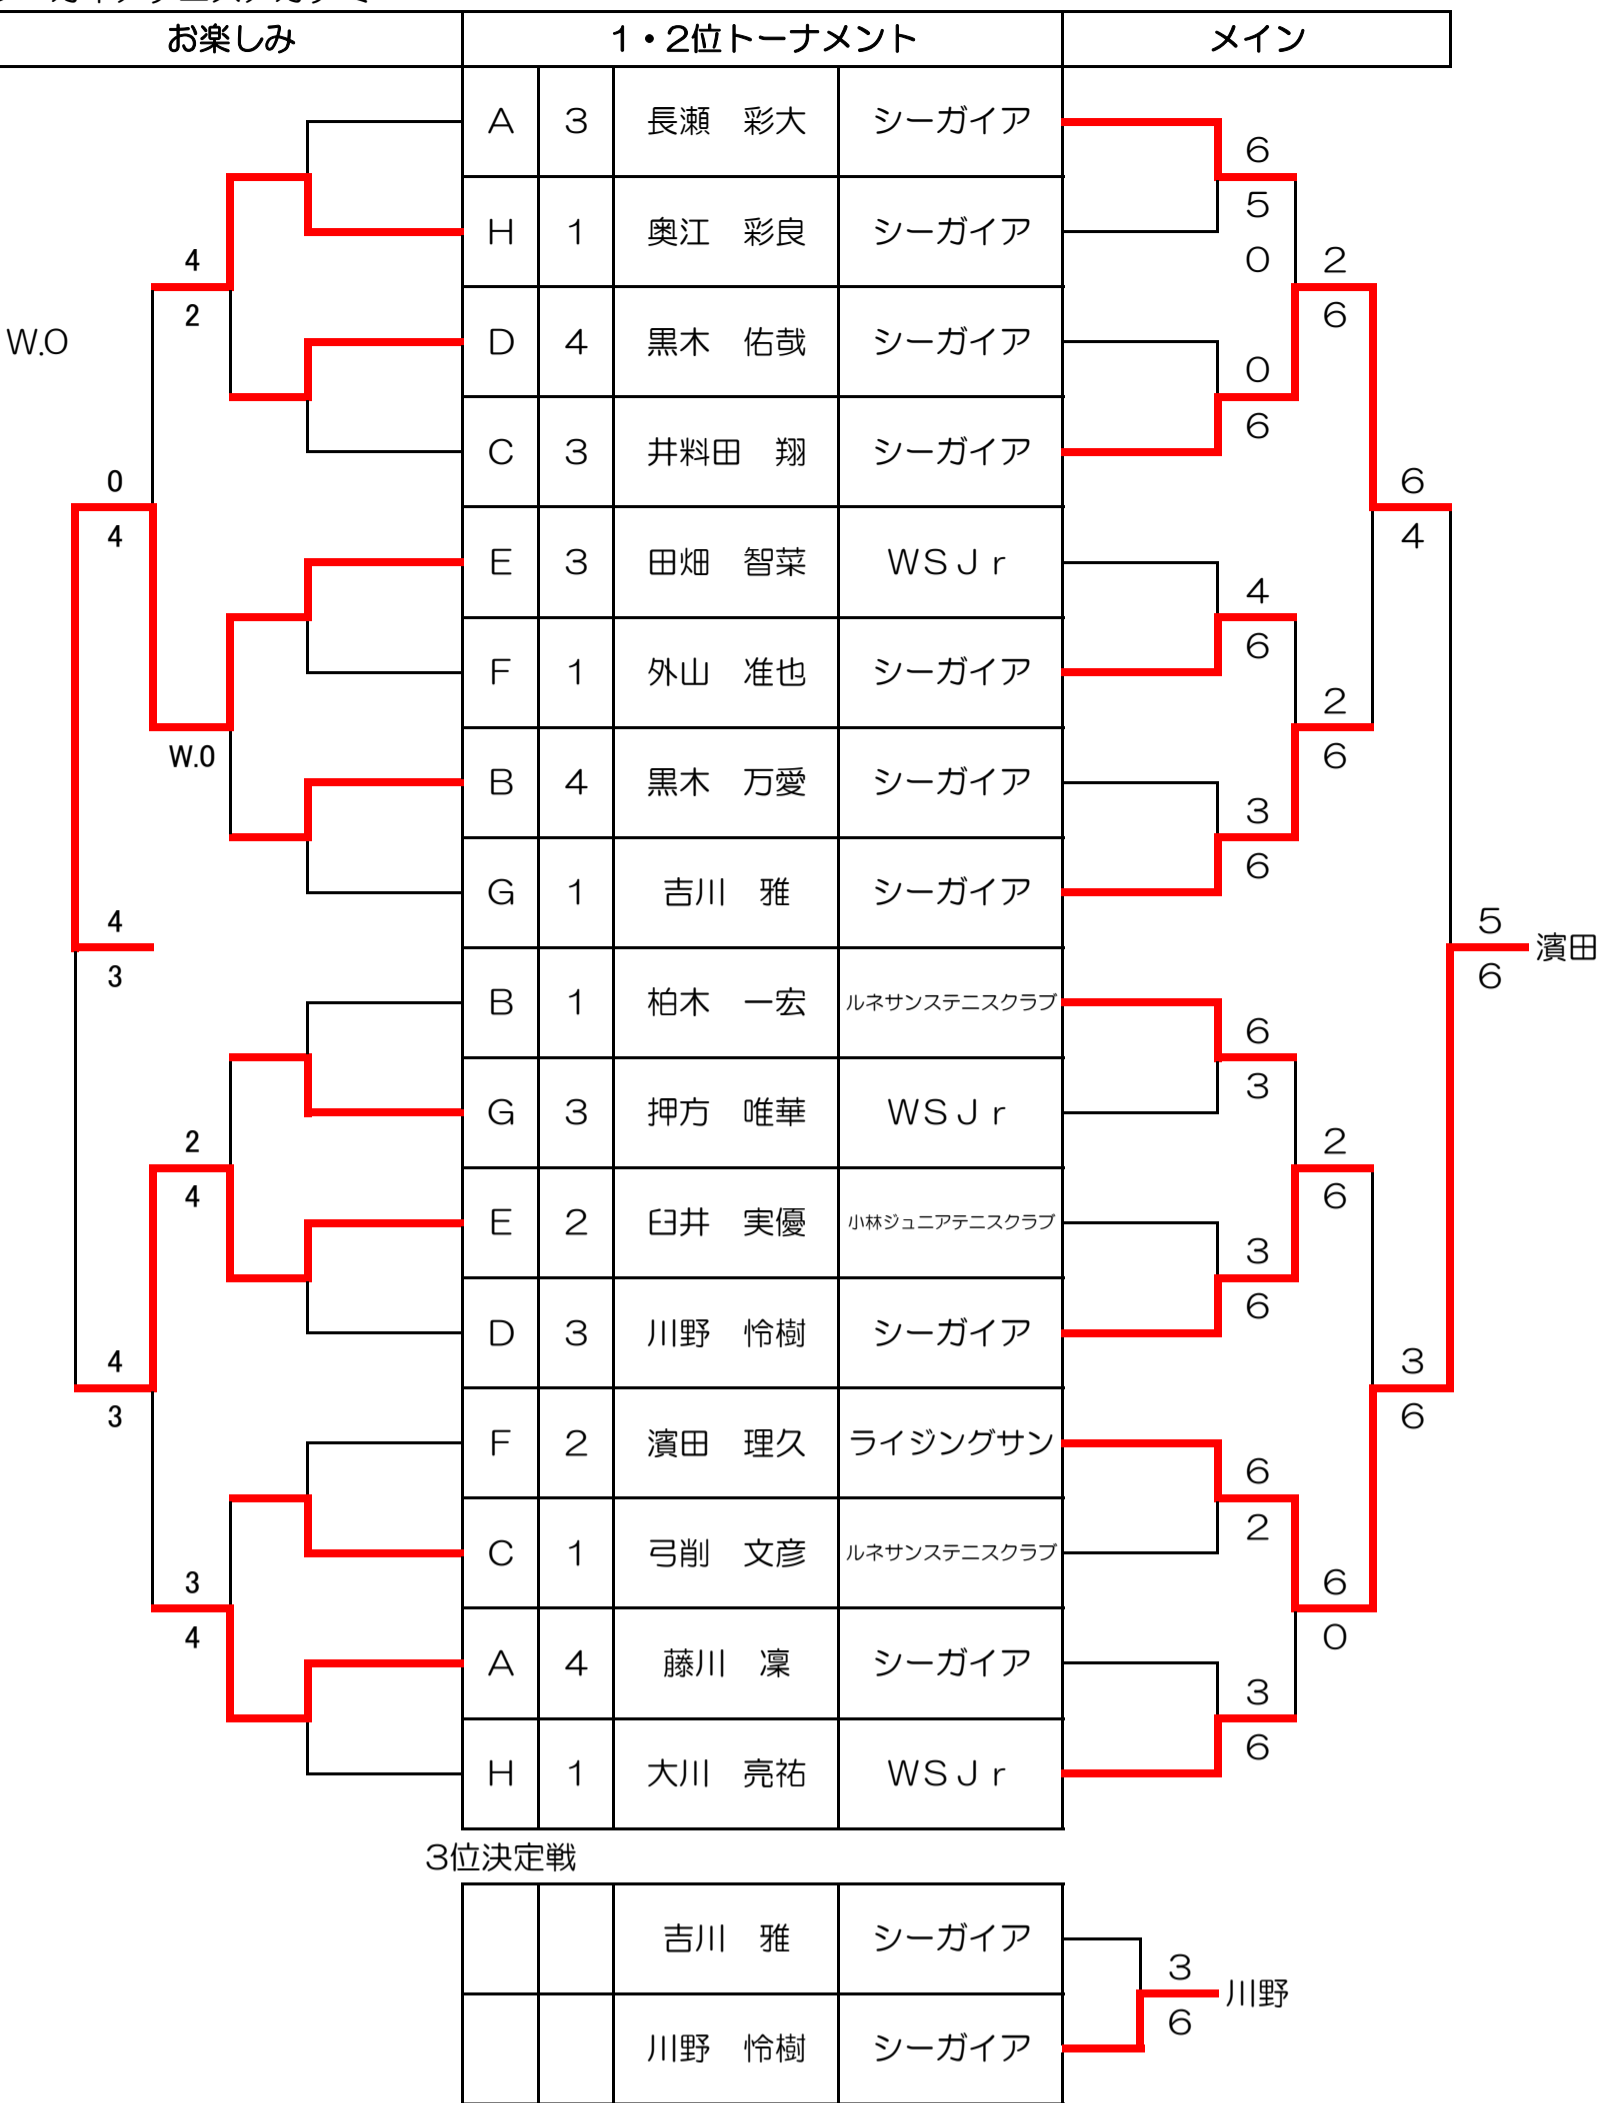 お楽しみ 1・2位トーナメント メイン
A 3 長瀬 彩大 シーガイア
6
H 1 奥江 彩良 シーガイア 5
4 0 2
2 6
W.O D 4 黒木 佑哉 シーガイア
0
6
C 3 井料田 翔 シーガイア
0 6
4 4
E 3 田畑 智菜 WSJr
4
6
F 1 外山 准也 シーガイア
2
W.O 6
B 4 黒木 万愛 シーガイア
3
6
G 1 吉川 雅 シーガイア
4 5
濱田
3 6
B 1 柏木 一宏 ルネサンステニスクラブ
6
3
G 3 押方 唯華 WSJr
2 2
4 6
E 2 臼井 実優 小林ジュニアテニスクラブ
3
6
D 3 川野 怜樹 シーガイア
4 3
3 6
F 2 濱田 理久 ライジングサン
6
2
C 1 弓削 文彦 ルネサンステニスクラブ
3 6
4 0
A 4 藤川 凜 シーガイア
3
6
H 1 大川 亮祐 WSJr
3位決定戦
吉川 雅 シーガイア
3
川野
6
川野 怜樹 シーガイア